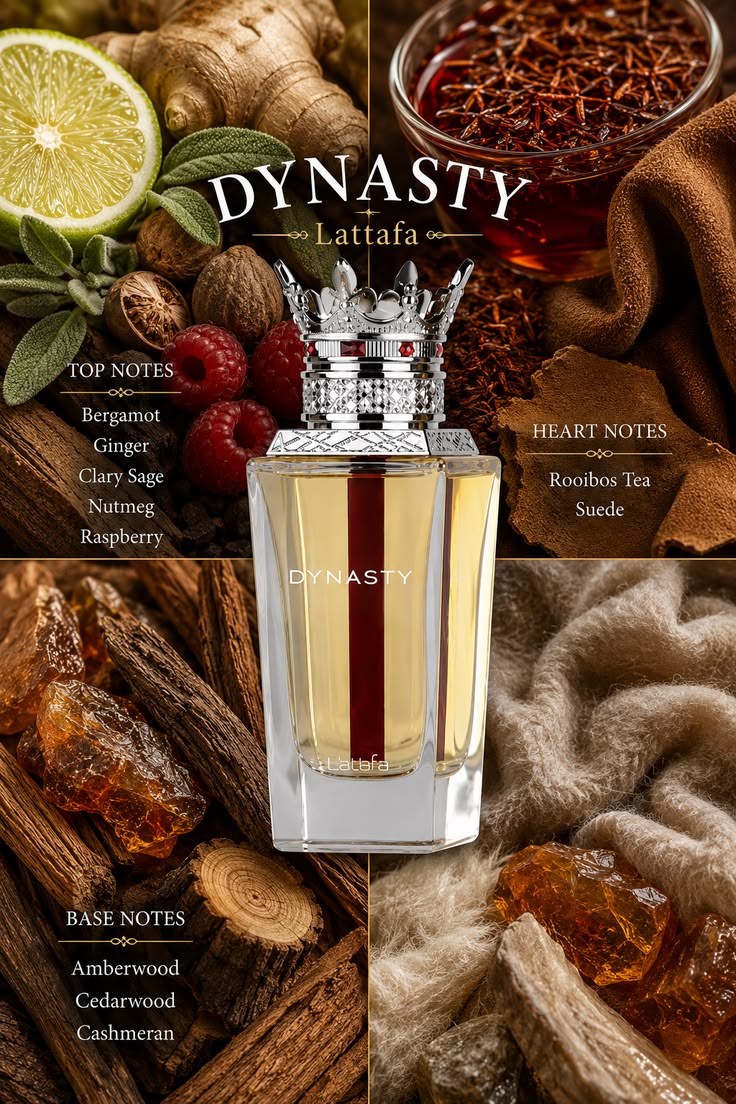 DYNASTY
Lattafa
TOP NOTES
Bergamot
Ginger
Clary Sage
Nutmeg
Raspberry
HEART NOTES
Rooibos Tea
Suede
DYNASTY
Lattafa
BASE NOTES
Amberwood
Cedarwood
Cashmeran